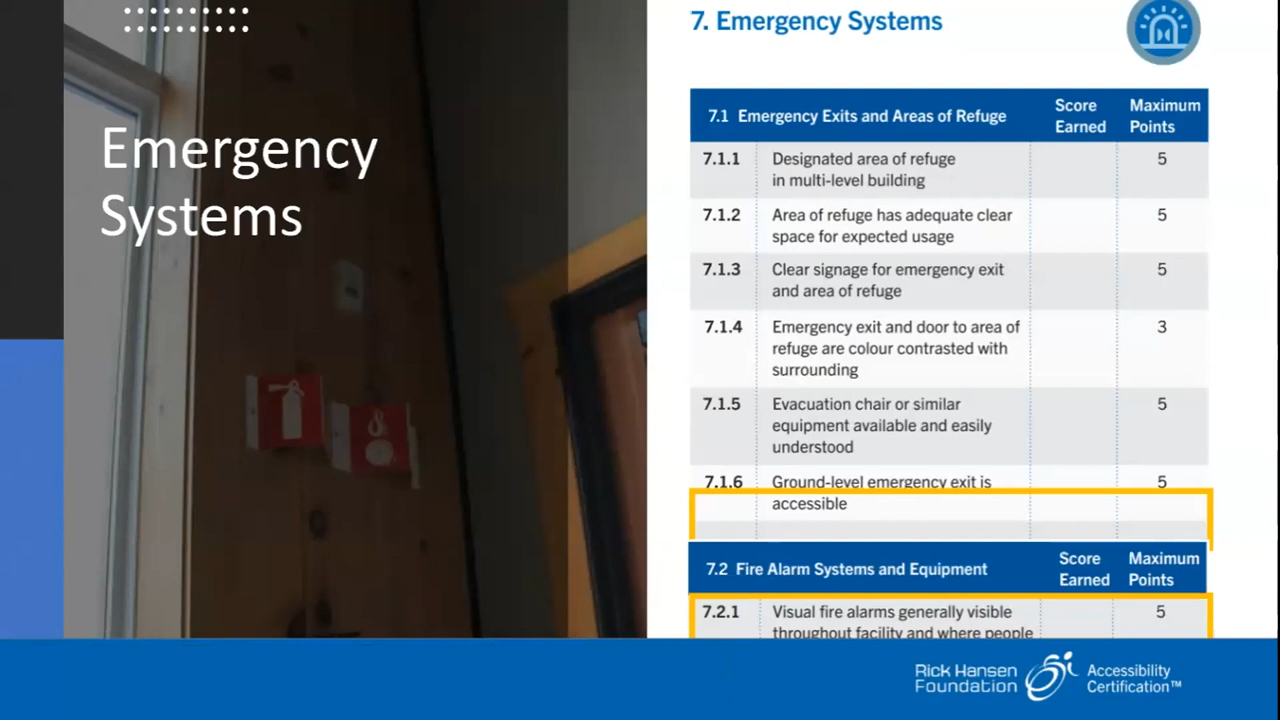 Emergency
Systems
7. Emergency Systems
7.1 Emergency Exits and Areas of Refuge
Score
Earned
Maximum
Points
7.1.1 Designated area of refuge 5
in multi-level building
7.1.2 Area of refuge has adequate clear 5
space for expected usage
7.1.3 Clear signage for emergency exit 5
and area of refuge
7.1.4 Emergency exit and door to area of 3
refuge are colour contrasted with
surrounding
7.1.5 Evacuation chair or similar 5
equipment available and easily
understood
7.1.6 Ground-level emergency exit is 5
accessible
7.2 Fire Alarm Systems and Equipment
Score
Earned
Maximum
Points
7.2.1 Visual fire alarms generally visible 5
throughout facility and where people
Rick Hansen
Foundation
Accessibility
Certification™